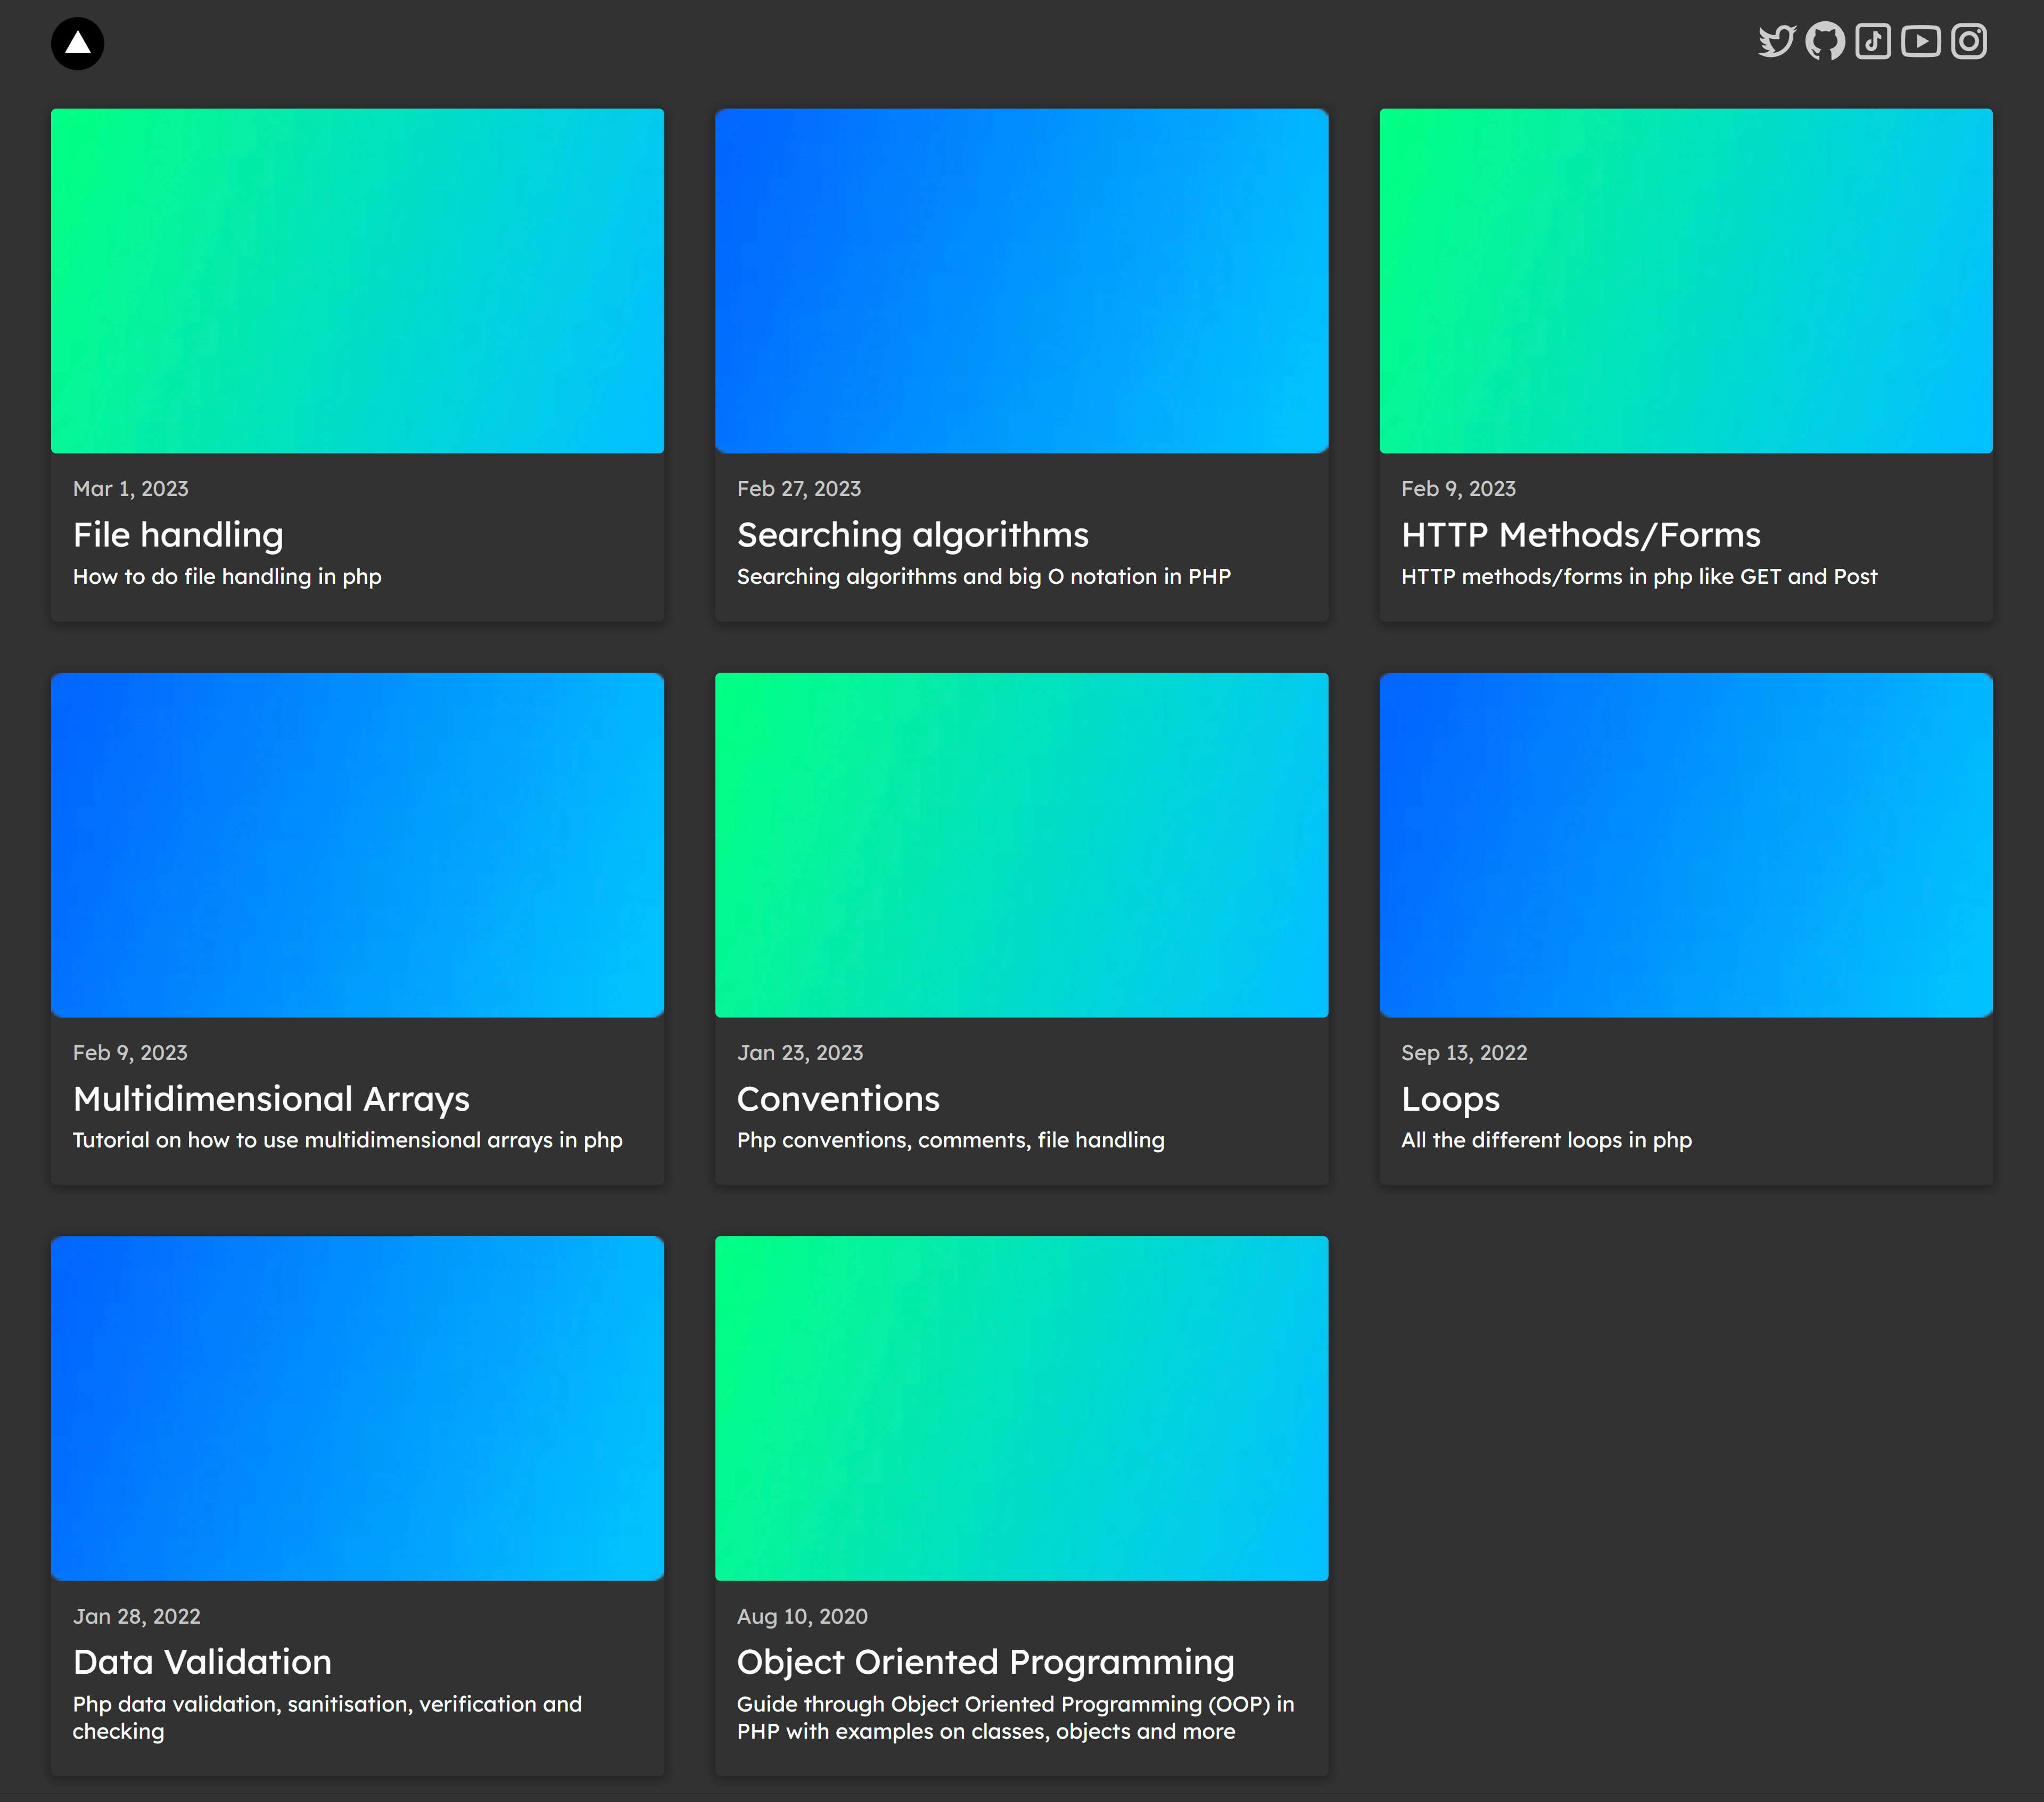 Mar 1, 2023
File handling
How to do file handling in php
Feb 27, 2023
Searching algorithms
Searching algorithms and big O notation in PHP
Feb 9, 2023
HTTP Methods/Forms
HTTP methods/forms in php like GET and Post
Feb 9, 2023
Multidimensional Arrays
Tutorial on how to use multidimensional arrays in php
Jan 23, 2023
Conventions
Php conventions, comments, file handling
Sep 13, 2022
Loops
All the different loops in php
Jan 28, 2022
Data Validation
Php data validation, sanitisation, verification and
checking
Aug 10, 2020
Object Oriented Programming
Guide through Object Oriented Programming (OOP) in
PHP with examples on classes, objects and more